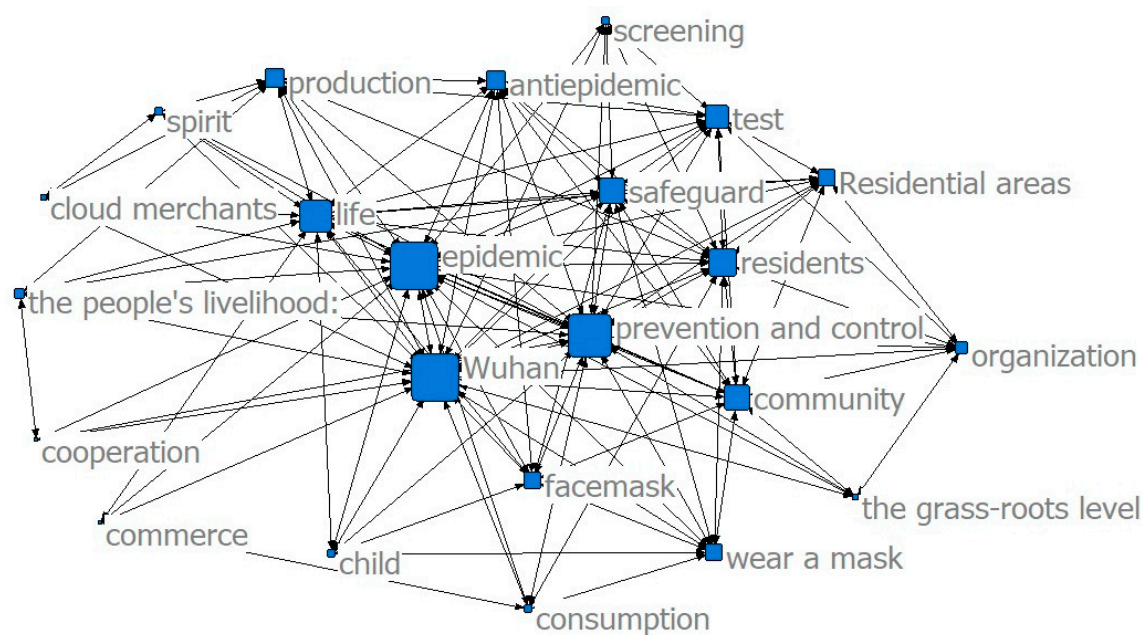 screening
production
antiepidemic
spirit
test
Residential areas
cloud merchants
life
safeguard
epidemic
residents
the people's livelihood:
prevention and control
organization
Wuhan
community
cooperation
facemask
the grass-roots level
commerce
child
wear a mask
consumption